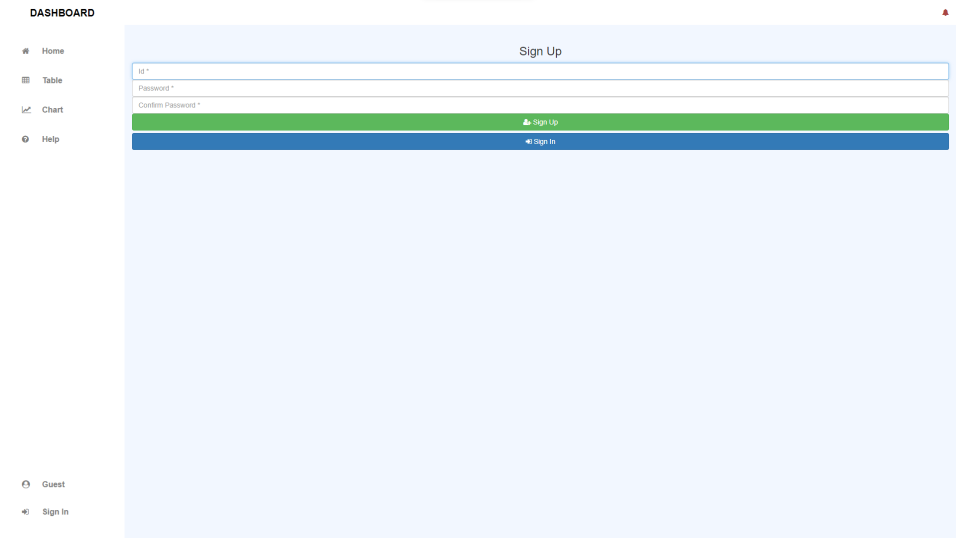 DASHBOARD
Home
Table
Chart
Help
Guest
Sign In
Sign Up
Id *
Password *
Confirm Password *
Sign Up
Sign In